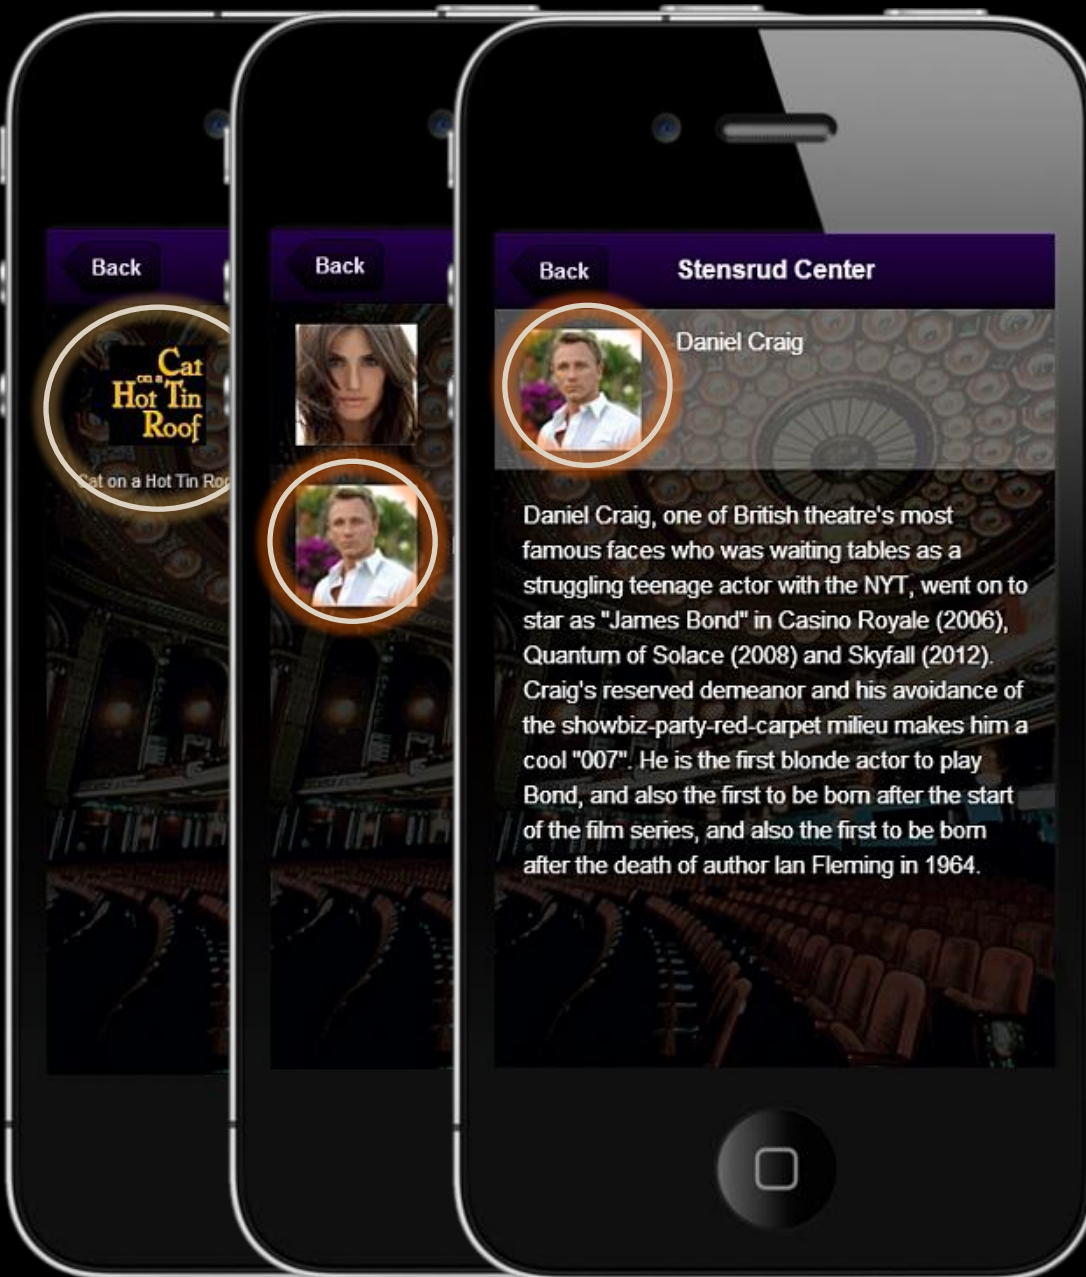 Back
Cat
on a
Hot Tin
Roof
Cat on a Hot Tin Roo
Back
Back
Stensrud Center
Daniel Craig
Daniel Craig, one of British theatre's most
famous faces who was waiting tables as a
struggling teenage actor with the NYT, went on to
star as "James Bond" in Casino Royale (2006),
Quantum of Solace (2008) and Skyfall (2012).
Craig's reserved demeanor and his avoidance of
the showbiz-party-red-carpet milieu makes him a
cool "007". He is the first blonde actor to play
Bond, and also the first to be born after the start
of the film series, and also the first to be born
after the death of author Ian Fleming in 1964.